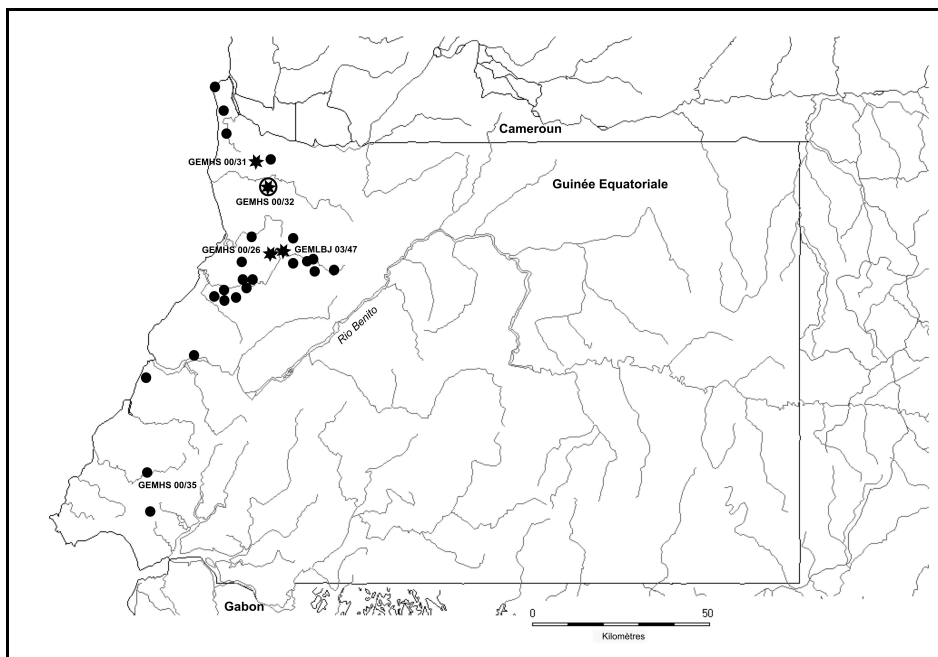 Cameroun
GEMHS 00/31
Guinée Equatoriale
GEMHS 00/32
GEMHS 00/26
GEMLBJ 03/47
Rio Benito
GEMHS 00/35
Gabon
0 50
Kilomètres